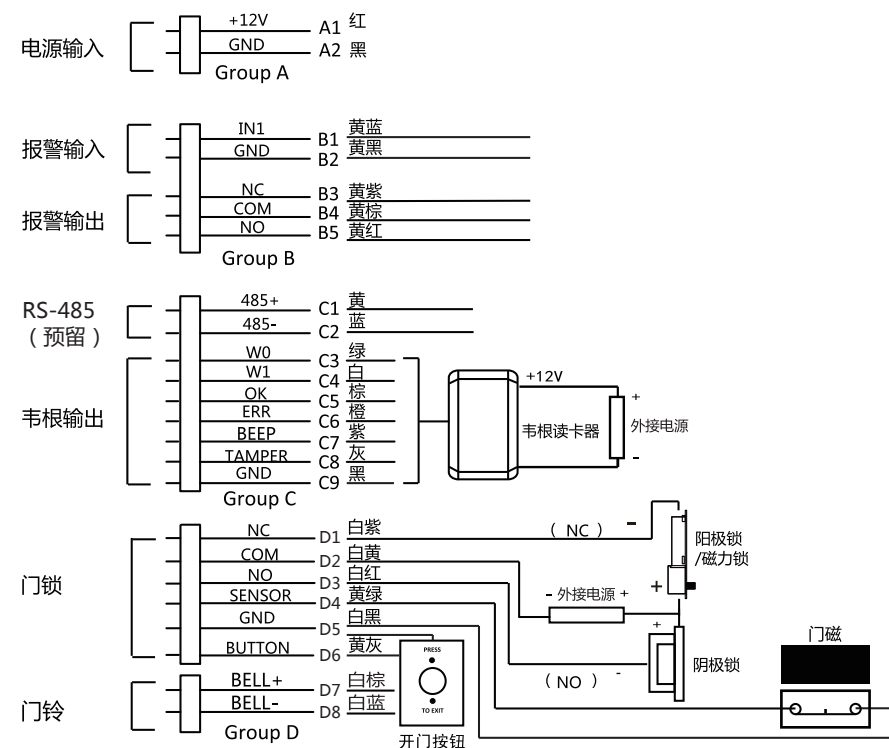 电源输入
+12V A1 红
GND A2 黑
Group A
报警输入
IN1 B1 黄蓝
GND B2 黄黑
报警输出
NC B3 黄紫
COM B4 黄棕
NO B5 黄红
Group B
RS-485
（预留）
485+ C1 黄
485- C2 蓝
韦根输出
W0 C3 绿
W1 C4 白
OK C5 棕
ERR C6 橙
BEEP C7 紫
TAMPER C8 灰
GND C9 黑
Group C
韦根读卡器
+12V
+
外接电源
-
门锁
NC D1 白紫
COM D2 白黄
NO D3 白红
SENSOR D4 黄绿
GND D5 白黑
BUTTON D6 黄灰
门铃
BELL+ D7 白棕
BELL- D8 白蓝
Group D
（NC） -
阳极锁
/磁力锁
+
- 外接电源 +
+
阴极锁
（NO） -
门磁
PRESS
TO EXIT
开门按钮